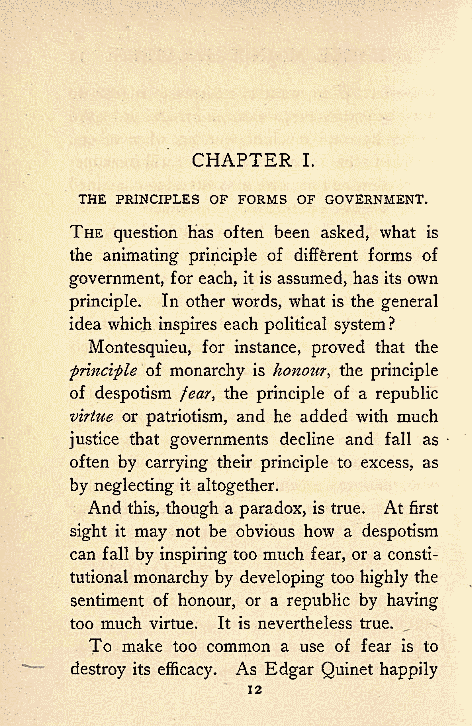 CHAPTER I.
THE PRINCIPLES OF FORMS OF GOVERNMENT.
THE question has often been asked, what is
the animating principle of different forms of
government, for each, it is assumed, has its own
principle. In other words, what is the general
idea which inspires each political system?
Montesquieu, for instance, proved that the
principle of monarchy is honour, the principle
of despotism fear, the principle of a republic
virtue or patriotism, and he added with much
justice that governments decline and fall as
often by carrying their principle to excess, as
by neglecting it altogether.
And this, though a paradox, is true. At first
sight it may not be obvious how a despotism
can fall by inspiring too much fear, or a consti-
tutional monarchy by developing too highly the
sentiment of honour, or a republic by having
too much virtue. It is nevertheless true.
To make too common a use of fear is to
destroy its efficacy. As Edgar Quinet happily
12